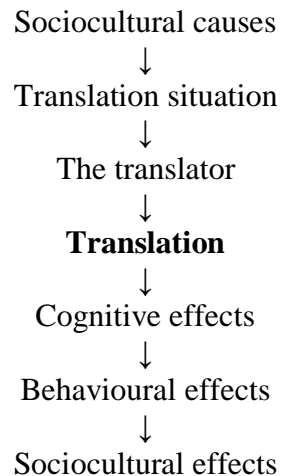 Sociocultural causes
↓
Translation situation
↓
The translator
↓
Translation
↓
Cognitive effects
↓
Behavioural effects
↓
Sociocultural effects